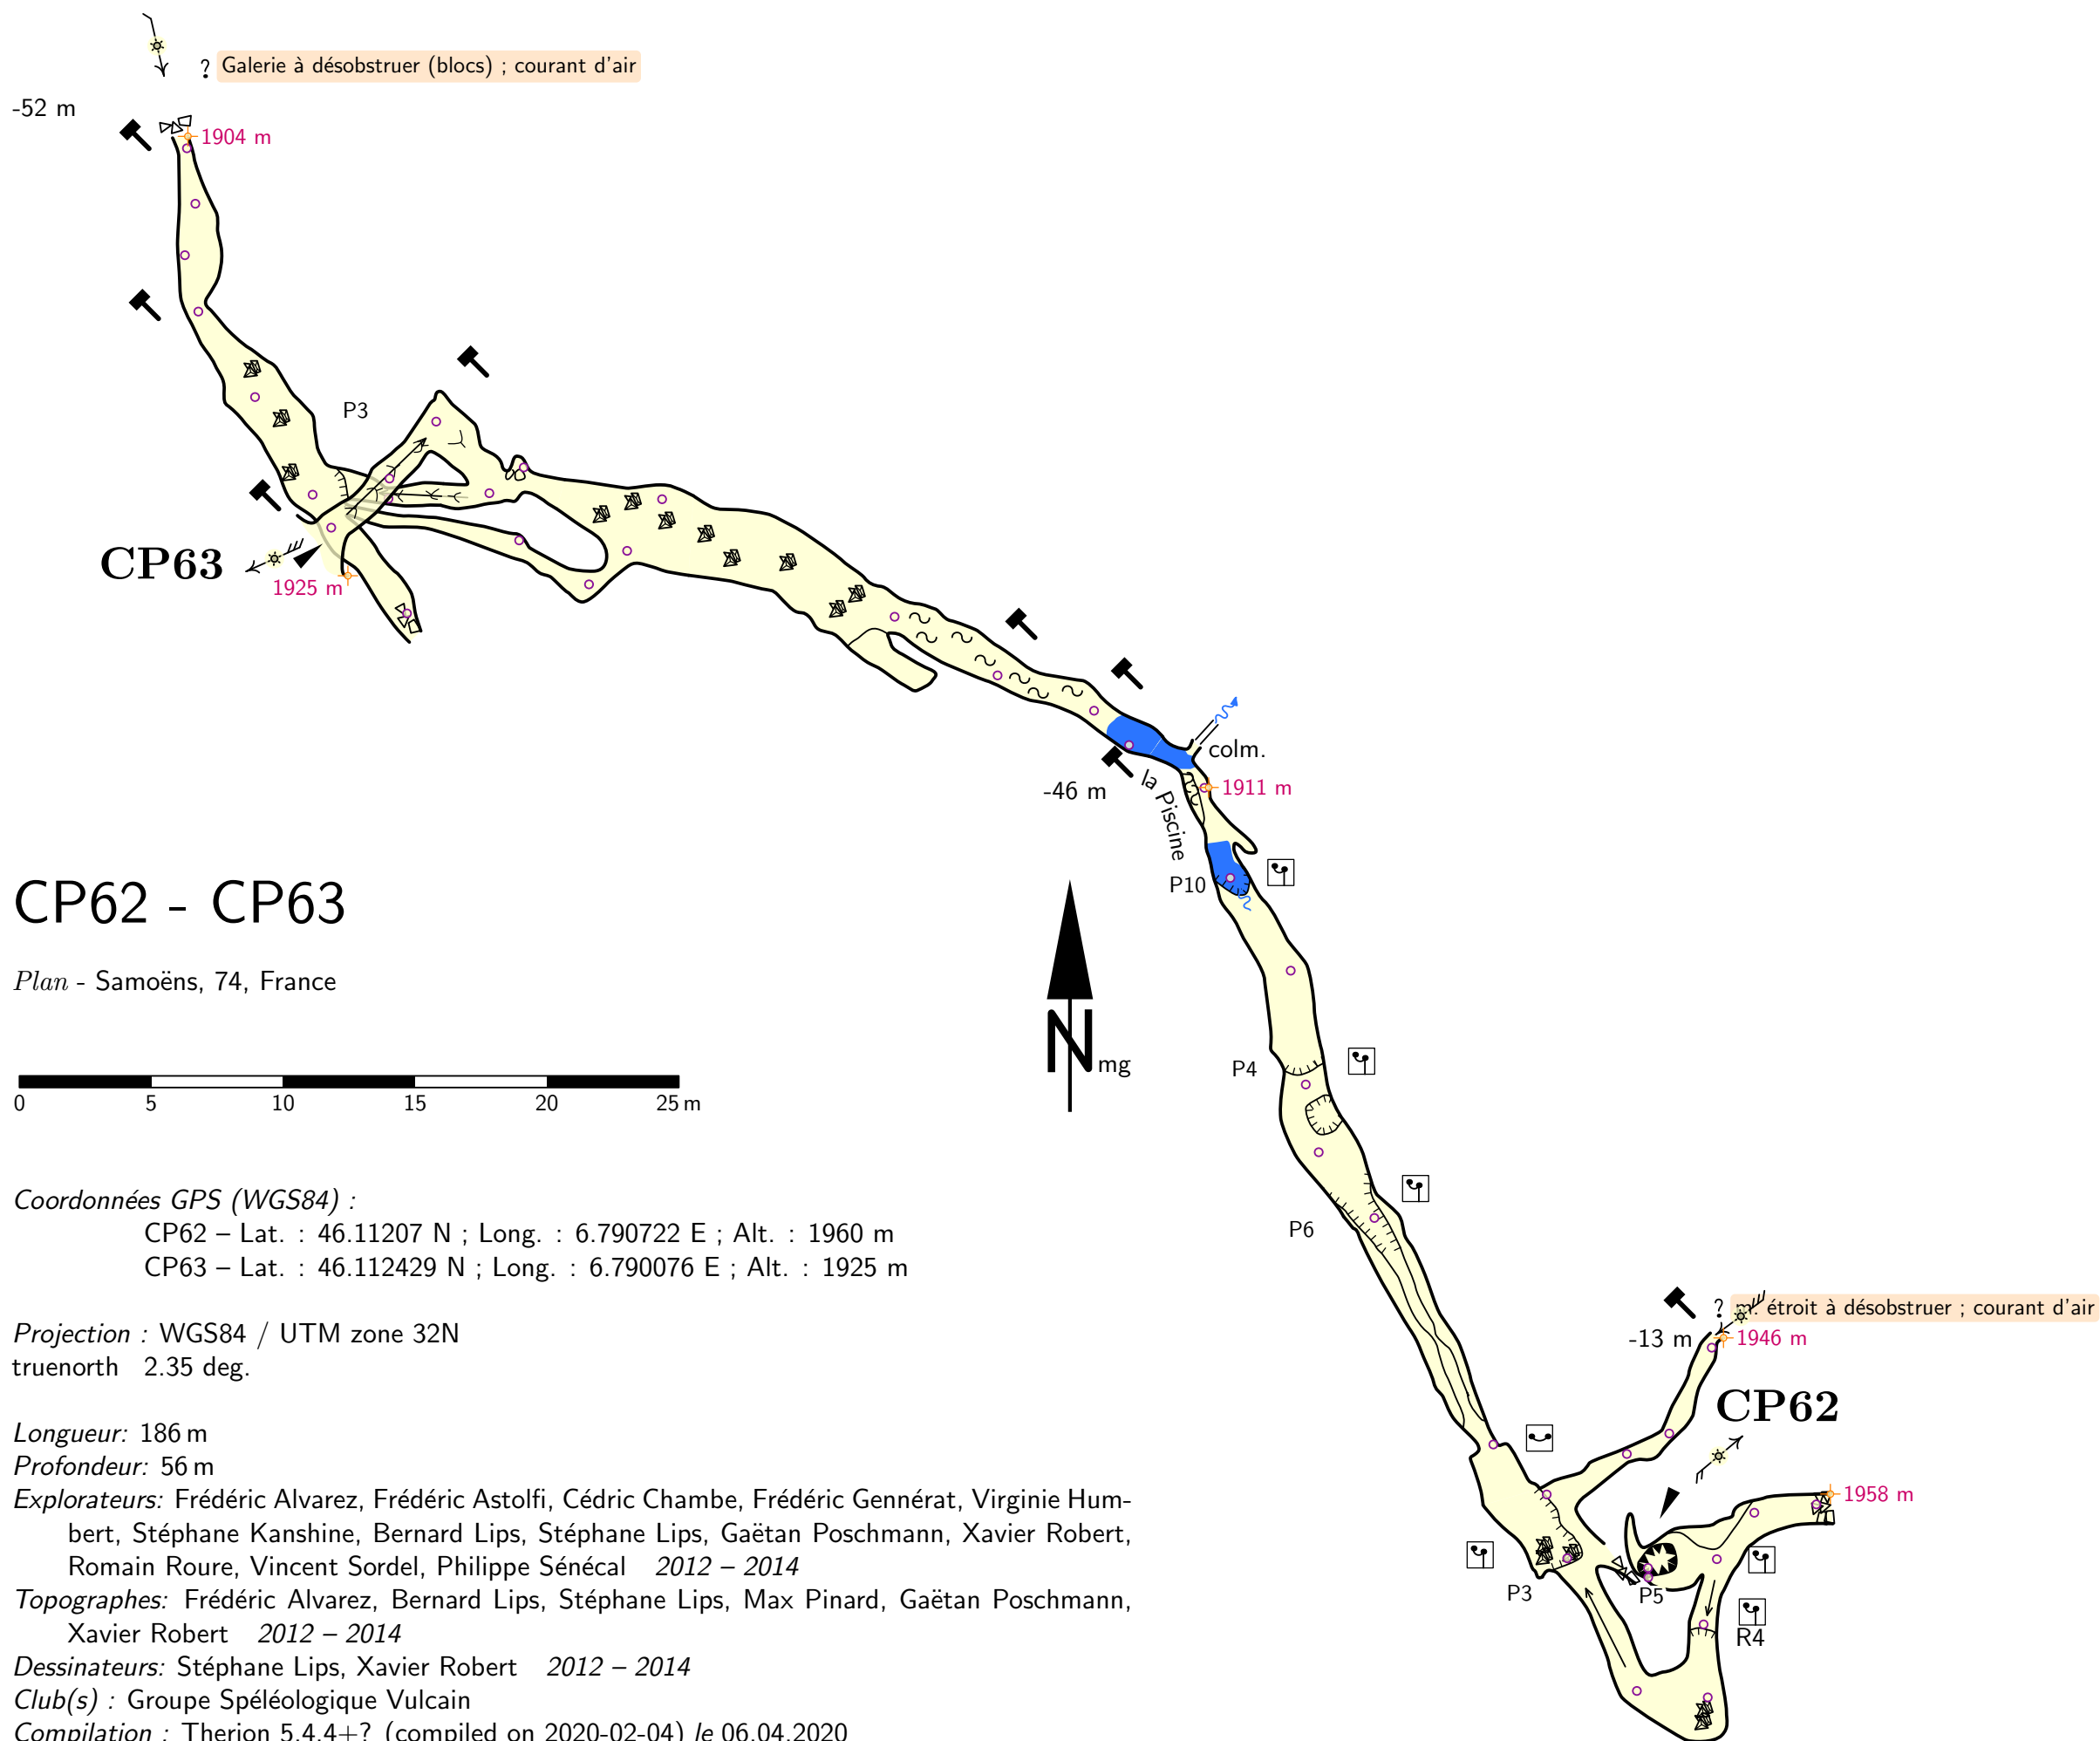 ? Galerie à désobstruer (blocs) ; courant d'air
-52 m
1904 m
P3
CP63
1925 m
colm.
-46 m
1911 m
la Piscine
P10
CP62 - CP63
Plan - Samoëns, 74, France
N mg
P4
0 5 10 15 20 25 m
P6
Coordonnées GPS (WGS84) :
CP62 – Lat. : 46.11207 N ; Long. : 6.790722 E ; Alt. : 1960 m
CP63 – Lat. : 46.112429 N ; Long. : 6.790076 E ; Alt. : 1925 m
? m. étroit à désobstruer ; courant d'air
-13 m
1946 m
Projection : WGS84 / UTM zone 32N
truenorth 2.35 deg.
CP62
1958 m
P3
P5
R4
Longueur: 186 m
Profondeur: 56 m
Explorateurs: Frédéric Alvarez, Frédéric Astolfi, Cédric Chambe, Frédéric Gennérat, Virginie Hum-
bert, Stéphane Kanshine, Bernard Lips, Stéphane Lips, Gaëtan Poschmann, Xavier Robert,
Romain Roure, Vincent Sordel, Philippe Sénécal 2012 – 2014
Topographes: Frédéric Alvarez, Bernard Lips, Stéphane Lips, Max Pinard, Gaëtan Poschmann,
Xavier Robert 2012 – 2014
Dessinateurs: Stéphane Lips, Xavier Robert 2012 – 2014
Club(s) : Groupe Spéléologique Vulcain
Compilation : Therion 5.4.4+? (compiled on 2020-02-04) le 06.04.2020